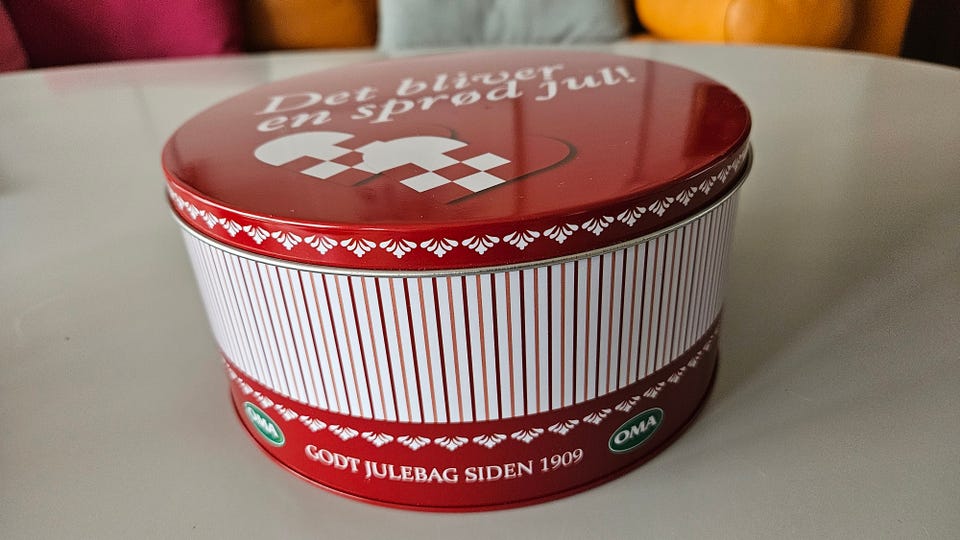 Det bliver
en sprød jul!
OMA
GODT JULEBAG SIDEN 1909
OMA